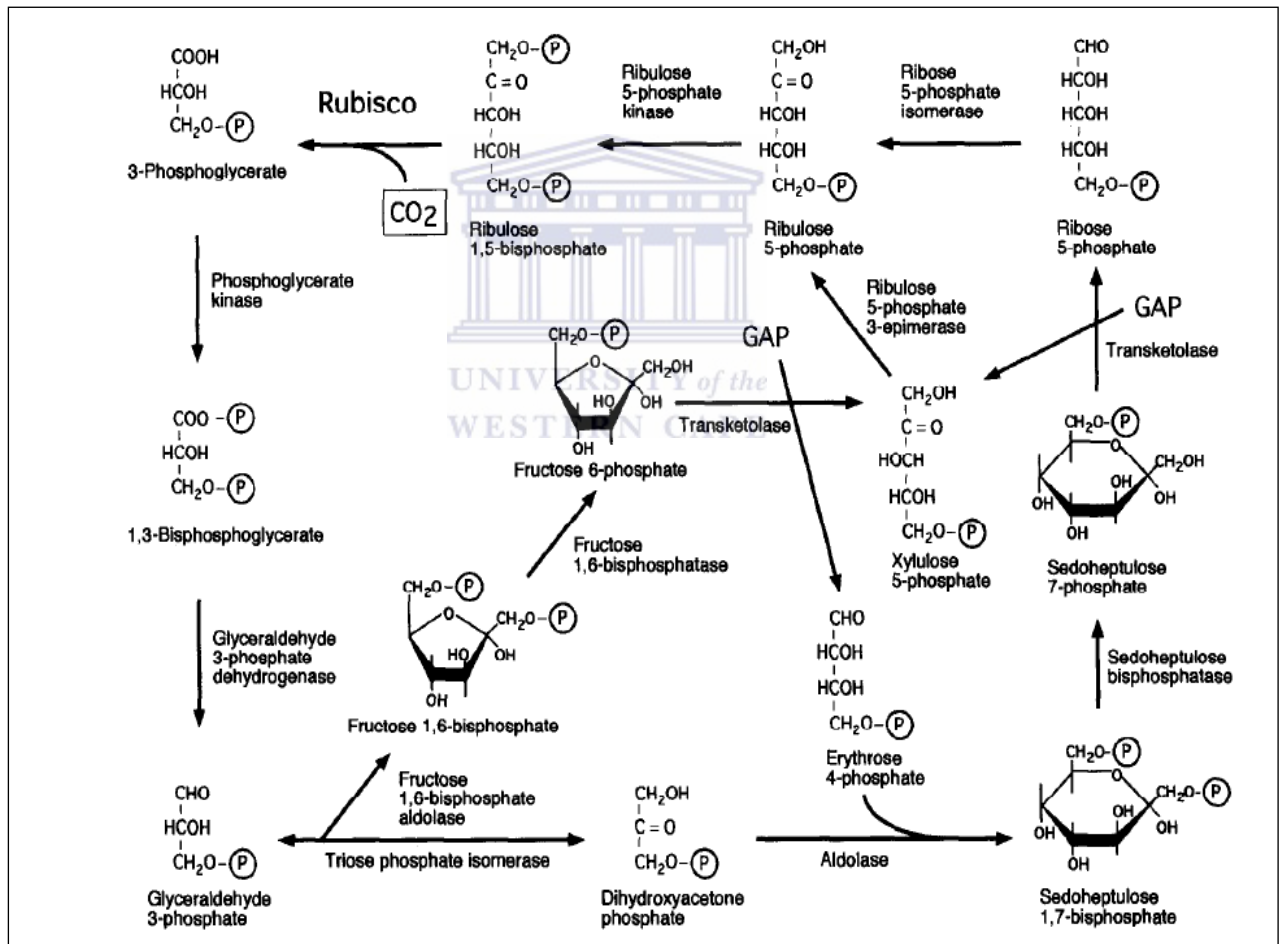 COOH
HCOH
CH2O-P
3-Phosphoglycerate
Rubisco
CO2
CH2O-P
C=O
HCOH
HCOH
CH2O-P
Ribulose
1,5-bisphosphate
Ribulose
5-phosphate
kinase
CH2OH
C=O
HCOH
HCOH
CH2O-P
Ribulose
5-phosphate
Ribose
5-phosphate
isomerase
CHO
HCOH
HCOH
HCOH
CH2O-P
Ribose
5-phosphate
Phosphoglycerate
kinase
Ribulose
5-phosphate
3-epimerase
GAP
Transketolase
GAP
CH2O-P
O
CH2OH
HO
OH
OH
Fructose 6-phosphate
Transketolase
UNIVERSITY of the
WESTERN CAPE
CH2OH
C=O
HOCH
HCOH
CH2O-P
Xylulose
5-phosphate
CH2O-P
O
CH2OH
OH
OH
OH
OH
Sedoheptulose
7-phosphate
COO-P
HCOH
CH2O-P
1,3-Bisphosphoglycerate
Fructose
1,6-bisphosphatase
CH2O-P
O
CH2O-P
HO
OH
OH
Fructose 1,6-bisphosphate
Glyceraldehyde
3-phosphate
dehydrogenase
CHO
HCOH
HCOH
CH2O-P
Erythrose
4-phosphate
Sedoheptulose
bisphosphatase
CHO
HCOH
CH2O-P
Glyceraldehyde
3-phosphate
Fructose
1,6-bisphosphate
aldolase
Triose phosphate isomerase
CH2OH
C=O
CH2O-P
Dihydroxyacetone
phosphate
Aldolase
CH2O-P
O
CH2O-P
OH
OH
OH
OH
Sedoheptulose
1,7-bisphosphate